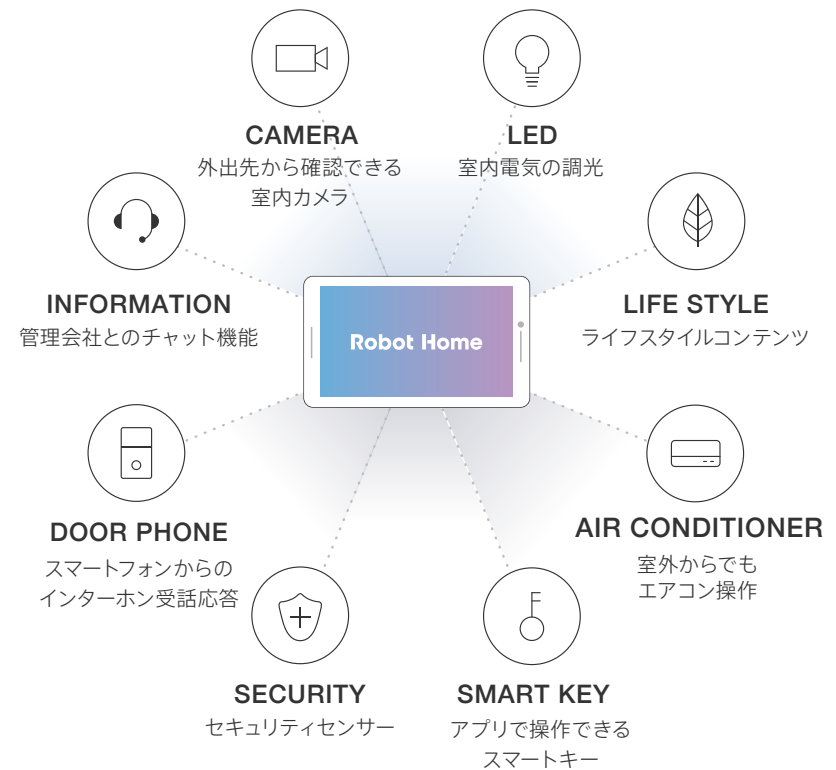 CAMERA
外出先から確認できる
室内カメラ
LED
室内電気の調光
INFORMATION
管理会社とのチャット機能
LIFE STYLE
ライフスタイルコンテンツ
Robot Home
DOOR PHONE
スマートフォンからの
インターホン受話応答
AIR CONDITIONER
室外からでも
エアコン操作
SECURITY
セキュリティセンサー
SMART KEY
アプリで操作できる
スマートキー